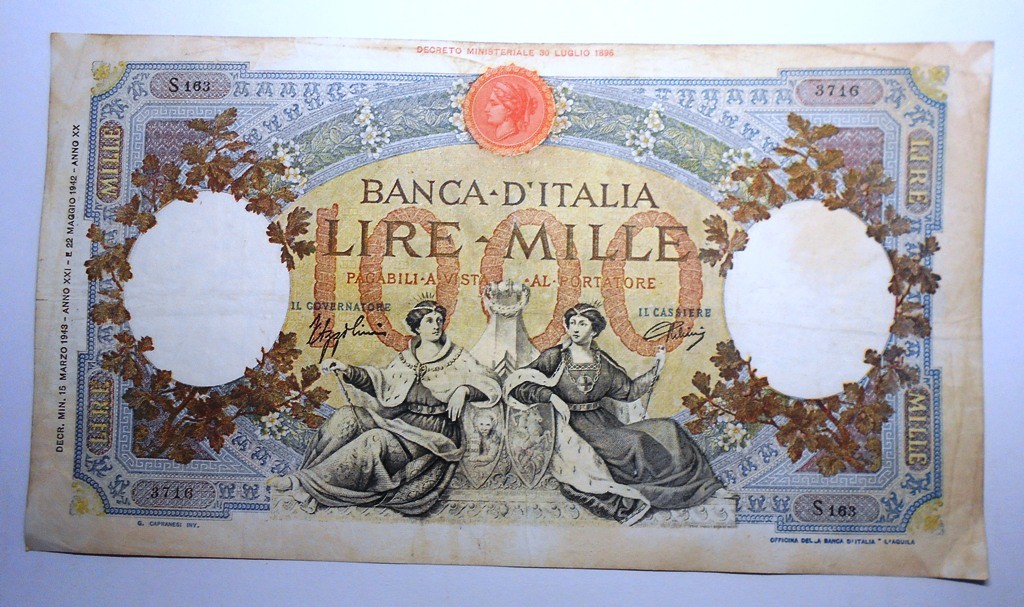 DECRETO MINISTERIALE 30 LUGLIO 1896
S 163
3716
MILLE
LIRE
DECR. MIN. 15 MARZO 1943 - ANNO XXI - E 22 MAGGIO 1942 - ANNO XX
BANCA D'ITALIA
1000
LIRE - MILLE
PAGABILI A VISTA AL PORTATORE
IL GOVERNATORE
IL CASSIERE
LIRE
MILLE
3716
S 163
G. CAPRANESI INV.
OFFICINA DELLA BANCA D'ITALIA - L'AQUILA